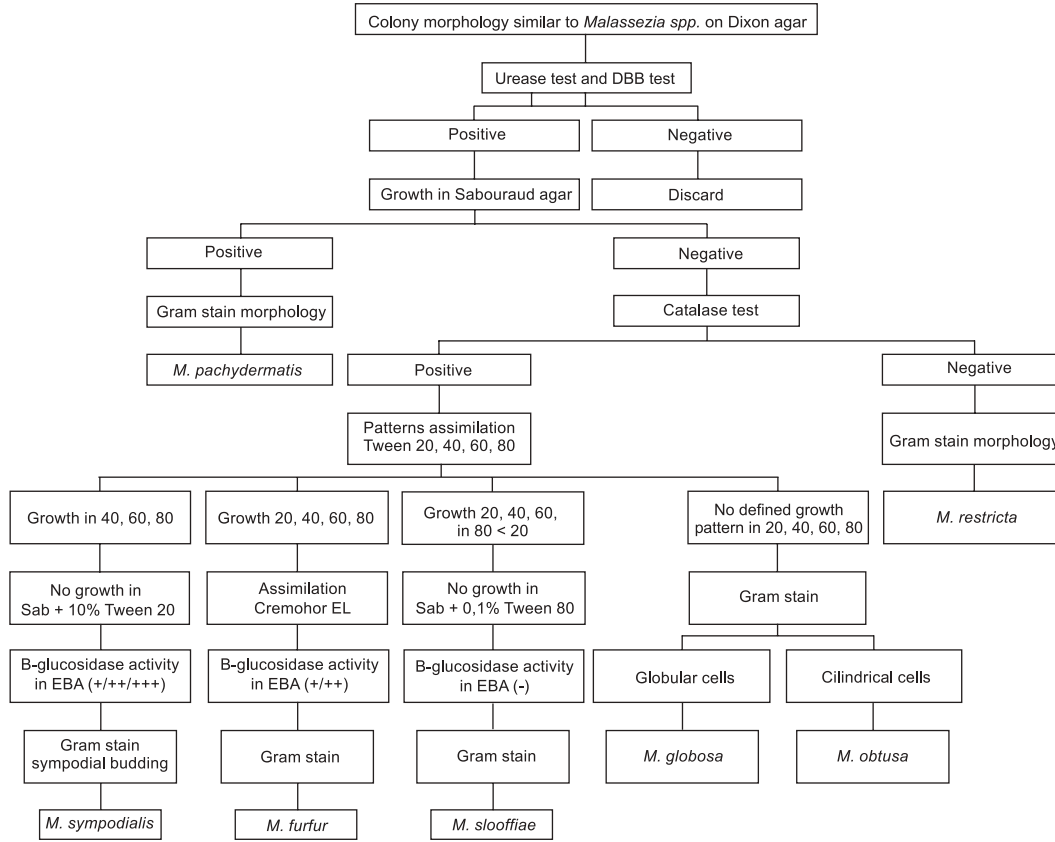 Colony morphology similar to Malassezia spp. on Dixon agar
Urease test and DBB test
Positive
Negative
Growth in Sabouraud agar
Discard
Positive
Negative
Gram stain morphology
Catalase test
M. pachydermatis
Positive
Negative
Patterns assimilation
Tween 20, 40, 60, 80
Gram stain morphology
Growth in 40, 60, 80
Growth 20, 40, 60, 80
Growth 20, 40, 60,
in 80 < 20
No defined growth
pattern in 20, 40, 60, 80
M. restricta
No growth in
Sab + 10% Tween 20
Assimilation
Cremohor EL
No growth in
Sab + 0,1% Tween 80
Gram stain
B-glucosidase activity
in EBA (+/++/+++)
B-glucosidase activity
in EBA (+/++)
B-glucosidase activity
in EBA (-)
Globular cells
Cilindrical cells
Gram stain
sympodial budding
Gram stain
Gram stain
M. globosa
M. obtusa
M. sympodialis
M. furfur
M. slooffiae